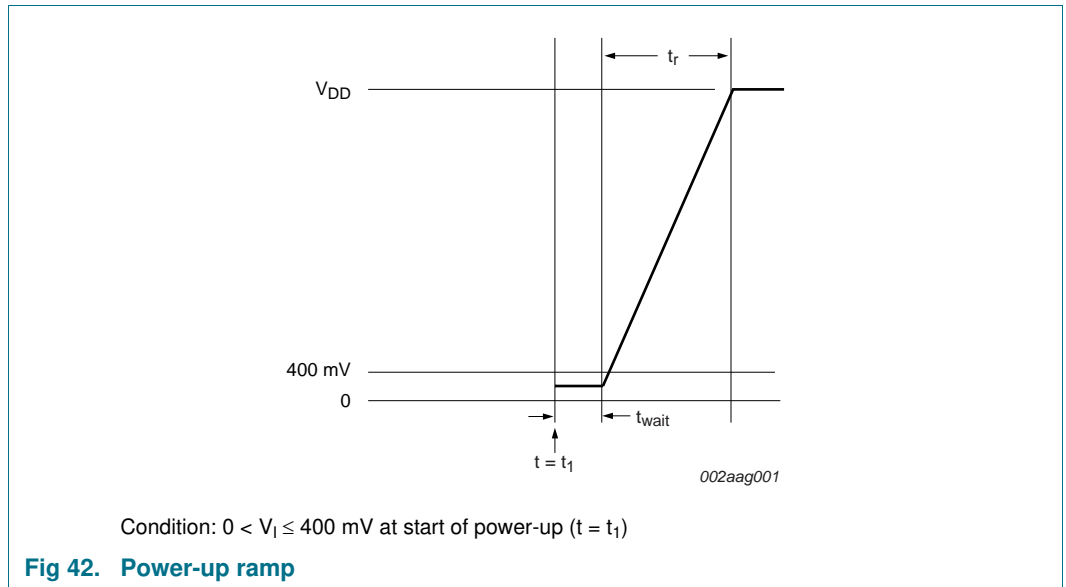 t_r
V_DD
400 mV
0
t_wait
t = t_1
002aag001
Condition: 0 < V_I ≤ 400 mV at start of power-up (t = t_1)
Fig 42. Power-up ramp